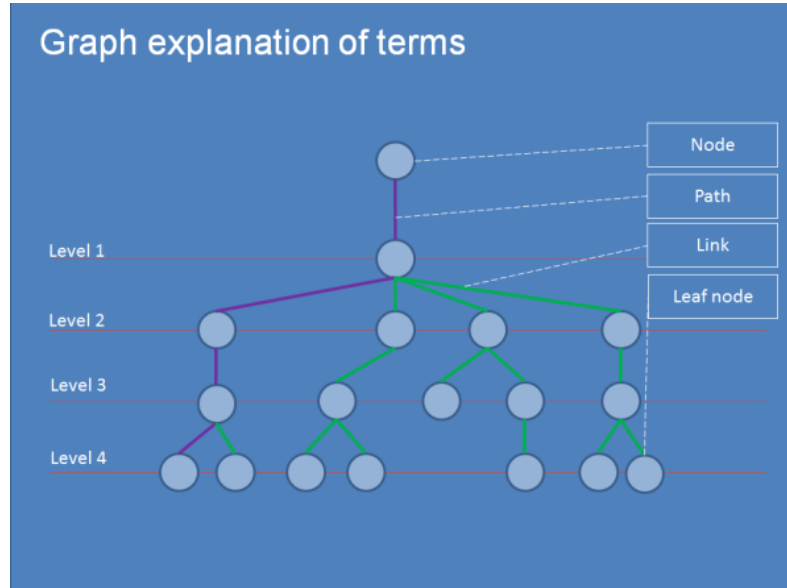 Graph explanation of terms
Node
Path
Level 1
Link
Leaf node
Level 2
Level 3
Level 4